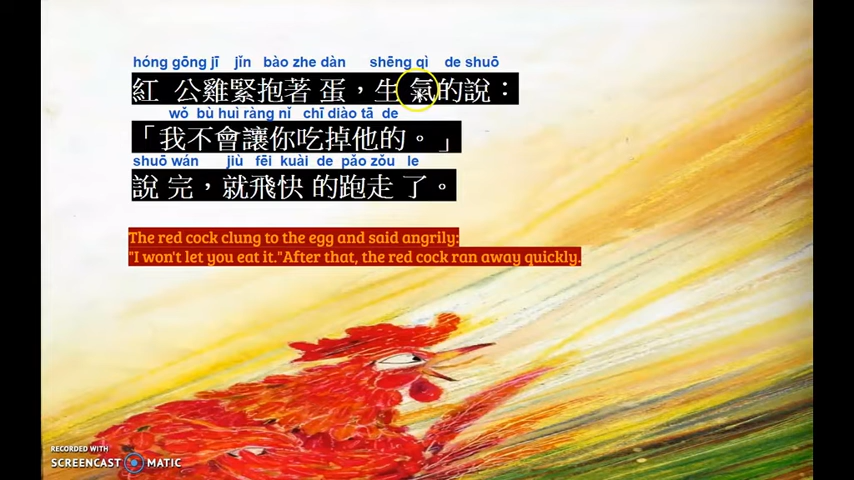 hóng gōng jī jǐn bào zhe dàn shēng qì de shuō
紅 公雞緊抱著 蛋，生 氣的說：
wǒ bù huì ràng nǐ chī diào tā de
「我不會讓你吃掉他的。」
shuō wán jiù fēi kuài de pǎo zǒu le
說 完，就飛快 的跑走 了。
The red cock clung to the egg and said angrily:
"I won't let you eat it."After that, the red cock ran away quickly.
RECORDED WITH
SCREENCAST MATIC